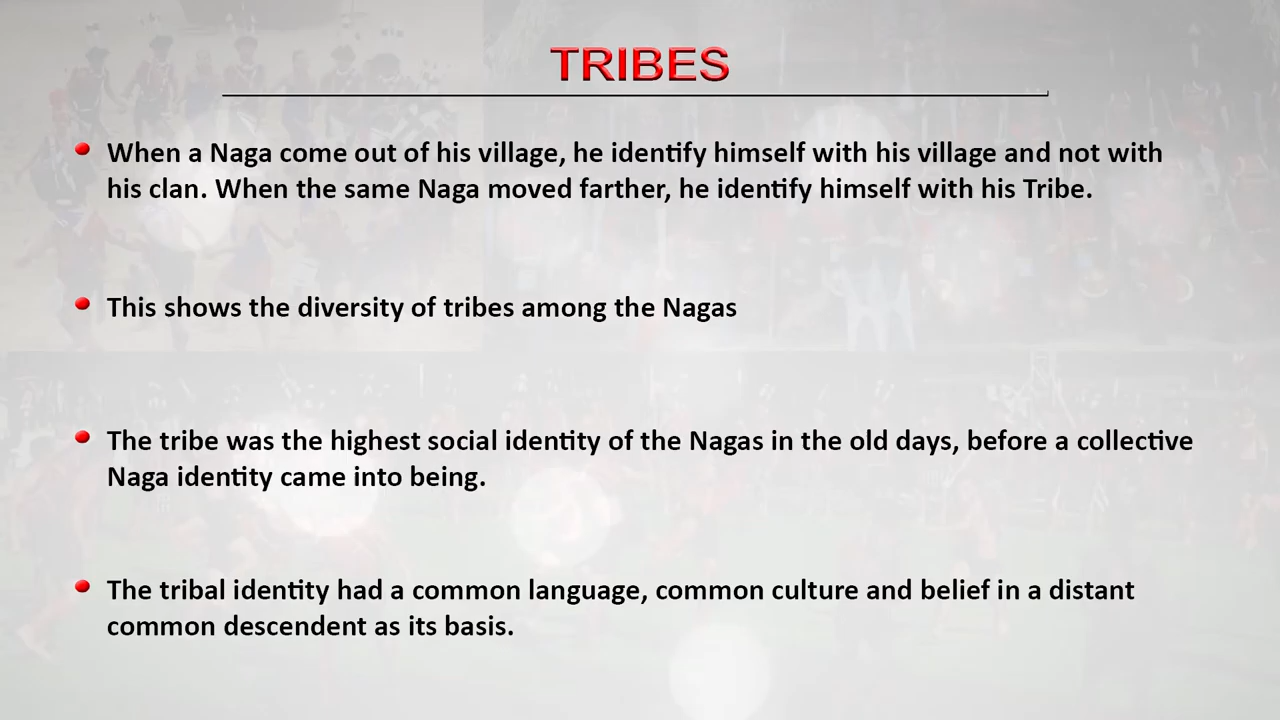 TRIBES
When a Naga come out of his village, he identify himself with his village and not with
his clan. When the same Naga moved farther, he identify himself with his Tribe.
This shows the diversity of tribes among the Nagas
The tribe was the highest social identity of the Nagas in the old days, before a collective
Naga identity came into being.
The tribal identity had a common language, common culture and belief in a distant
common descendent as its basis.